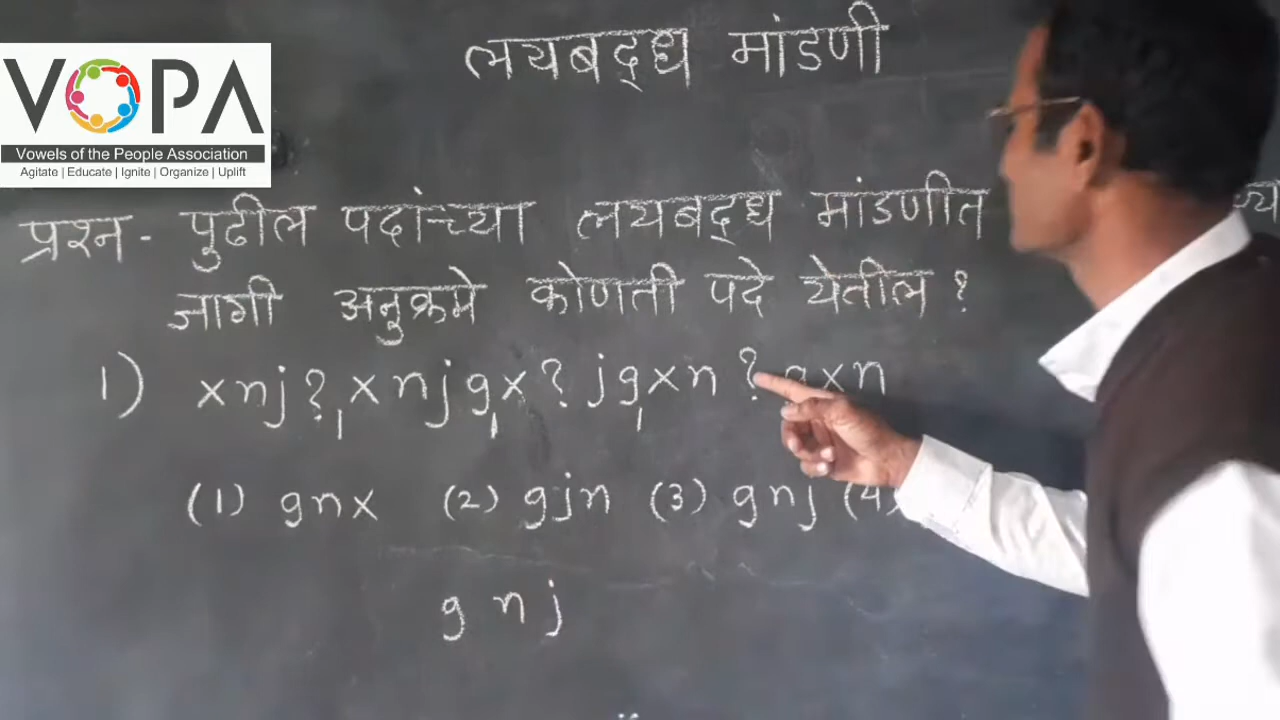 लयबद्ध मांडणी
VOPA
Vowels of the People Association
Agitate | Educate | Ignite | Organize | Uplift
प्रश्न - पुढील पदांच्या लयबद्ध मांडणीत
जागी अनुक्रमे कोणती पदे येतील ?
1) x n j ? , x n j g , x ? j g , x n ? g x n
(1) g n x (2) g j n (3) g n j (4)
g n j